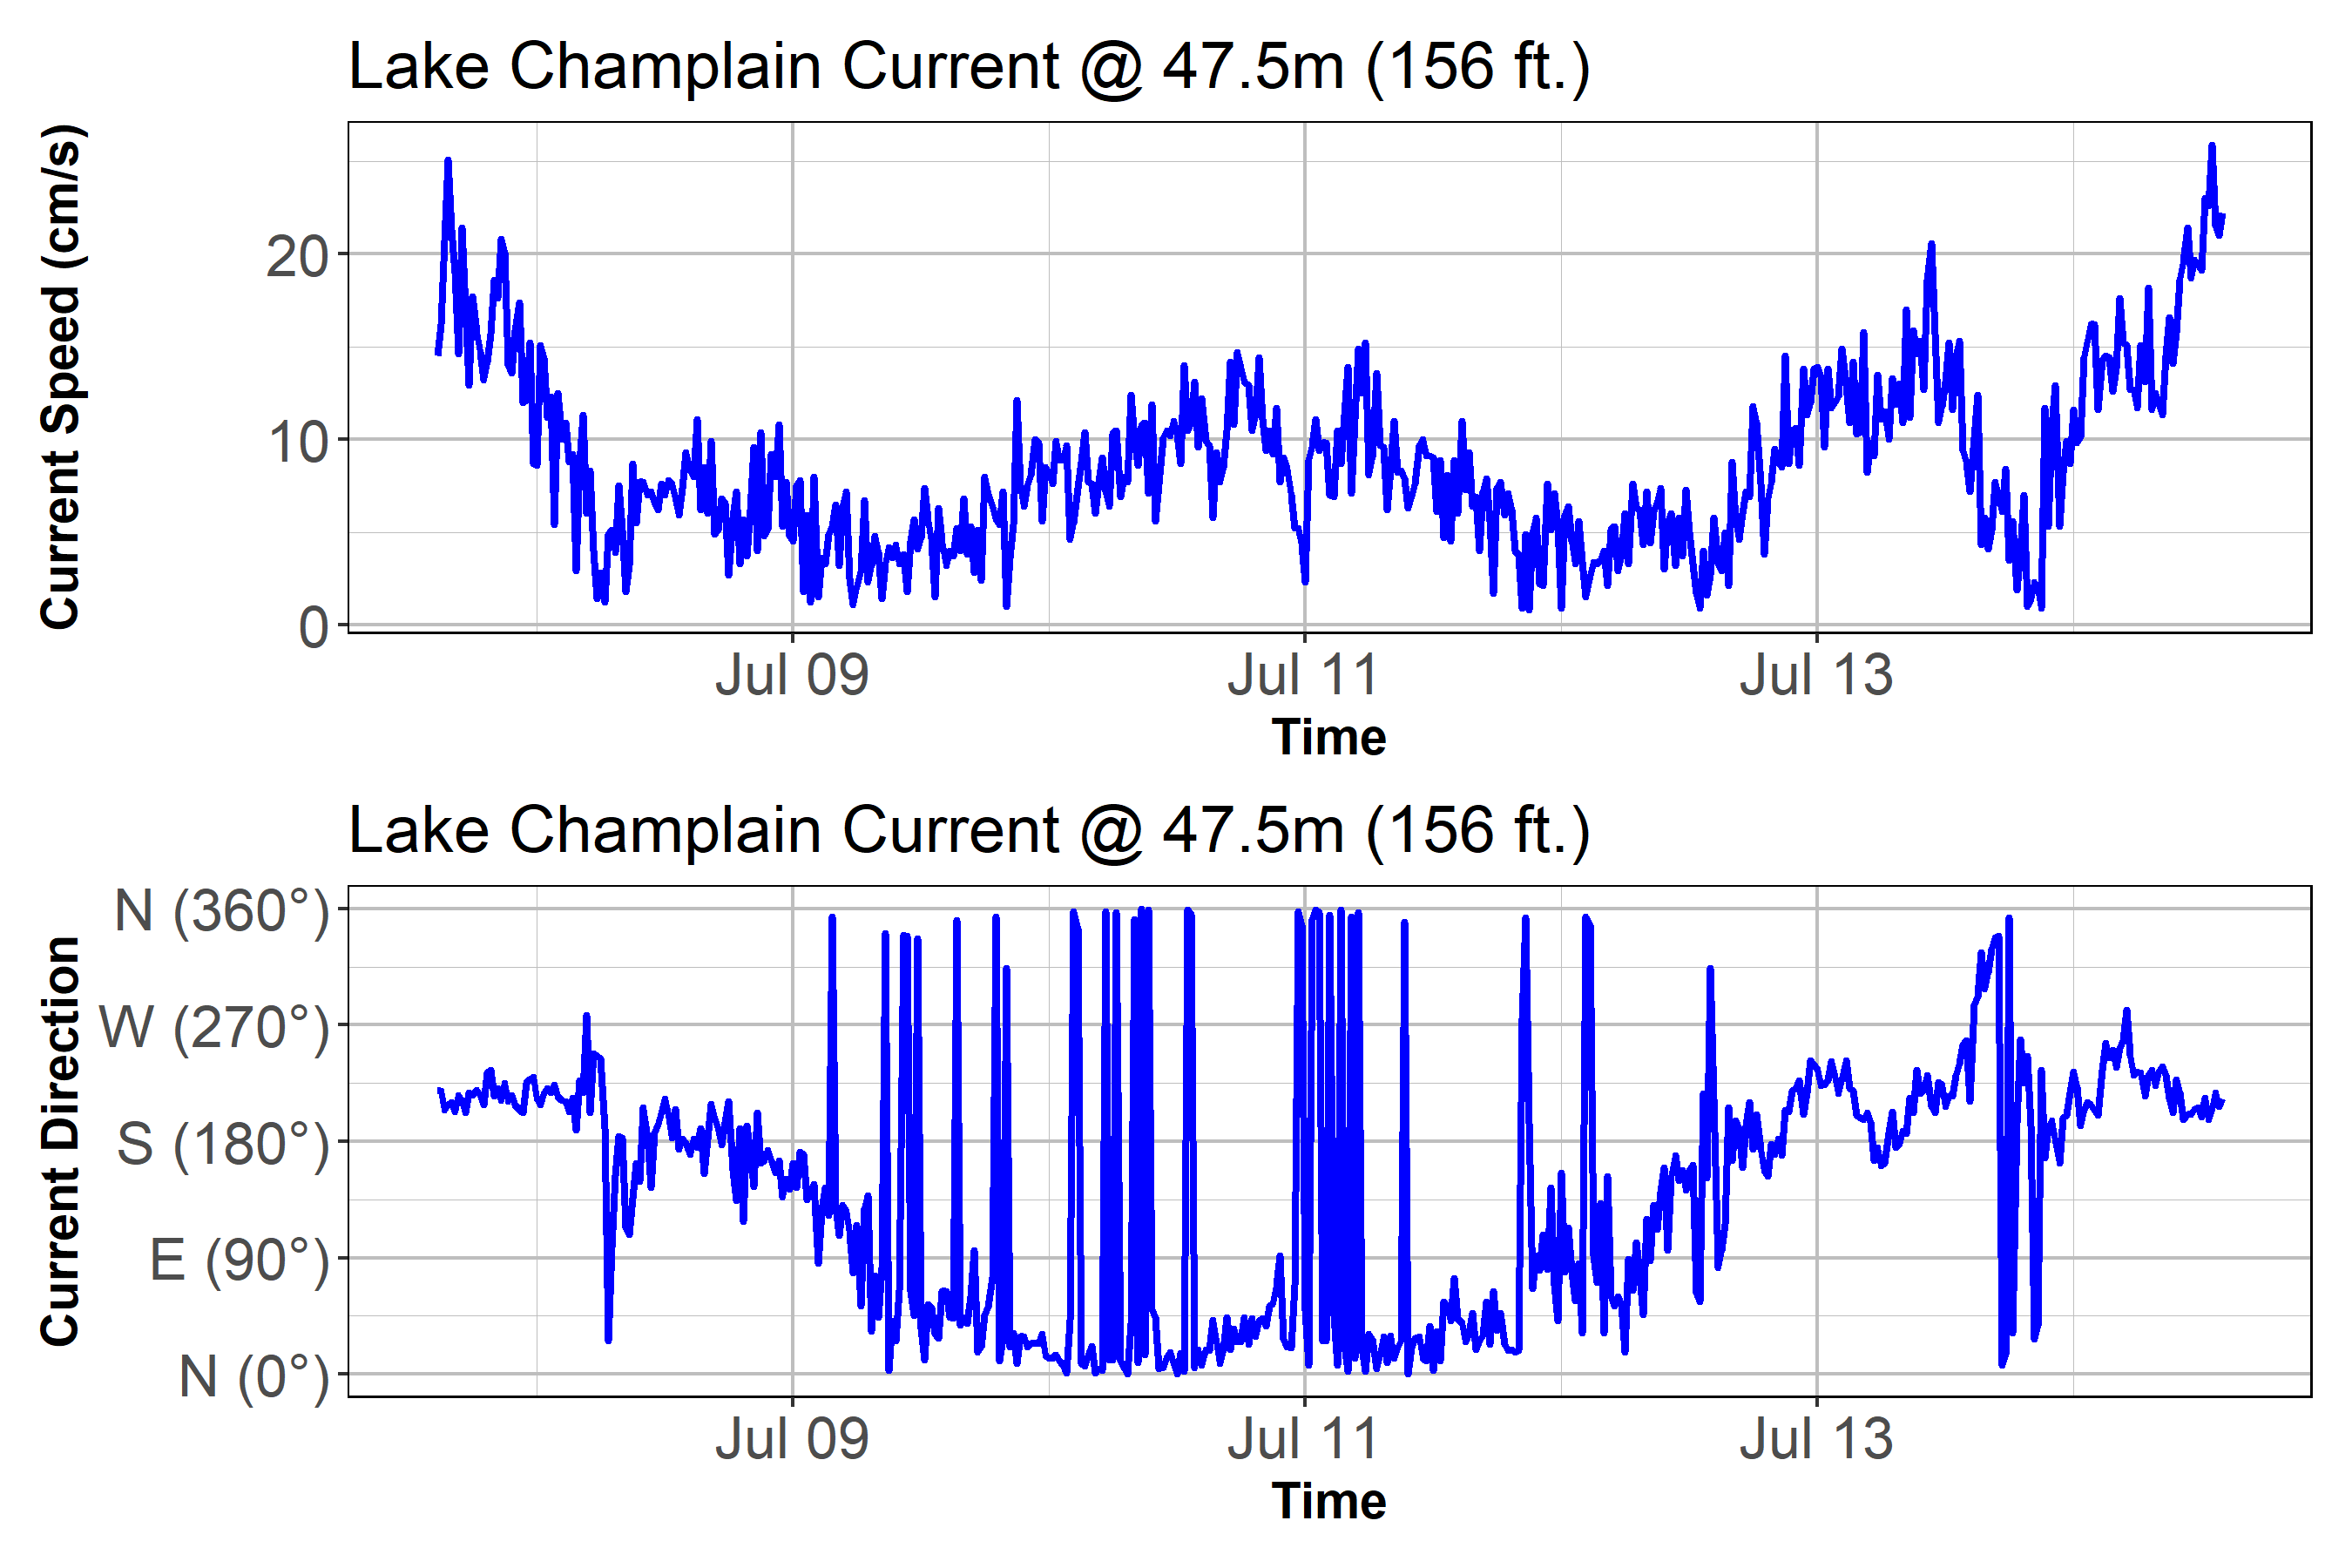 Lake Champlain Current @ 47.5m (156 ft.)
Current Speed (cm/s)
20
10
0
Jul 09 Jul 11 Jul 13
Time
Lake Champlain Current @ 47.5m (156 ft.)
Current Direction
N (360°)
W (270°)
S (180°)
E (90°)
N (0°)
Jul 09 Jul 11 Jul 13
Time